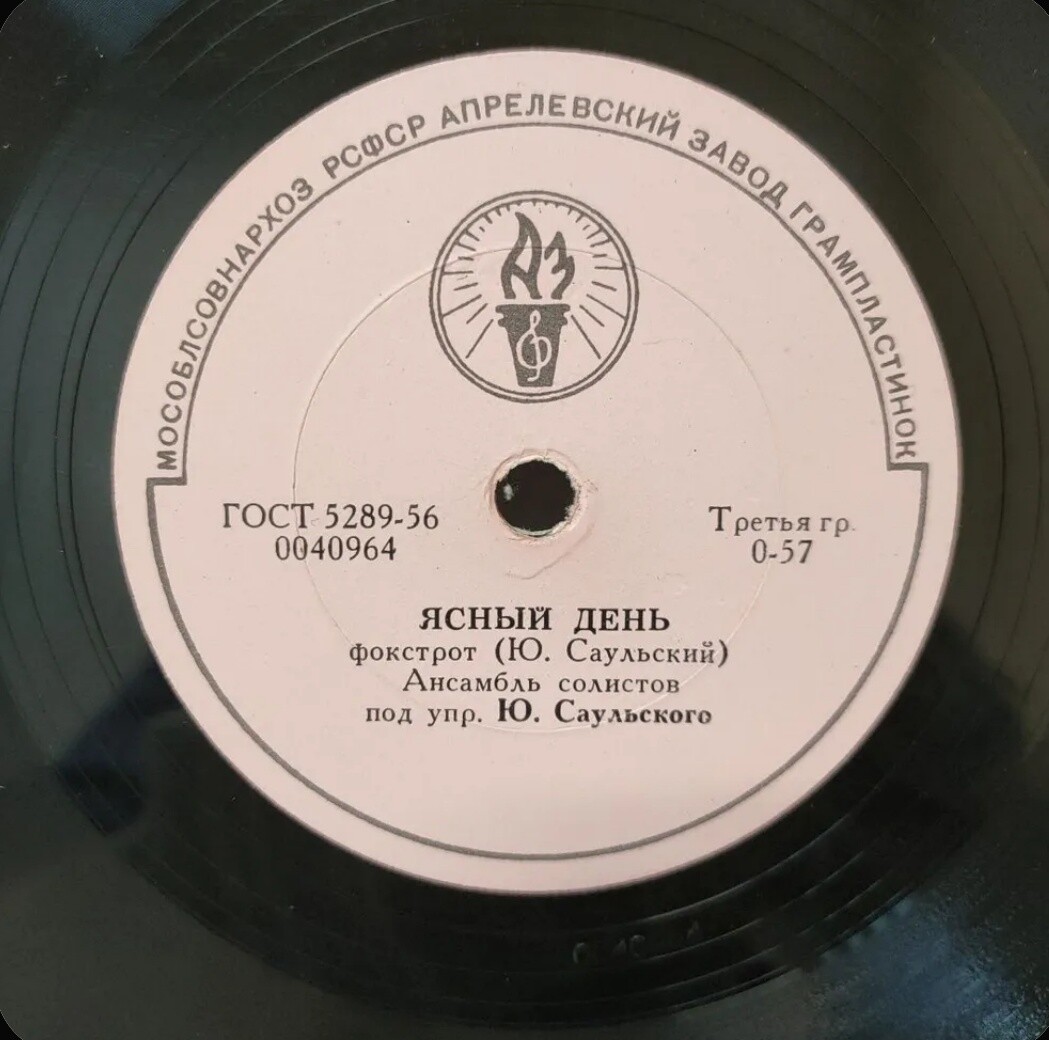 МОСОБЛСОВНАРХОЗ РСФСР АПРЕЛЕВСКИЙ ЗАВОД ГРАМПЛАСТИНОК
АЗ
ГОСТ 5289-56
0040964
Третья гр.
0-57
ЯСНЫЙ ДЕНЬ
фокстрот (Ю. Саульский)
Ансамбль солистов
под упр. Ю. Саульского